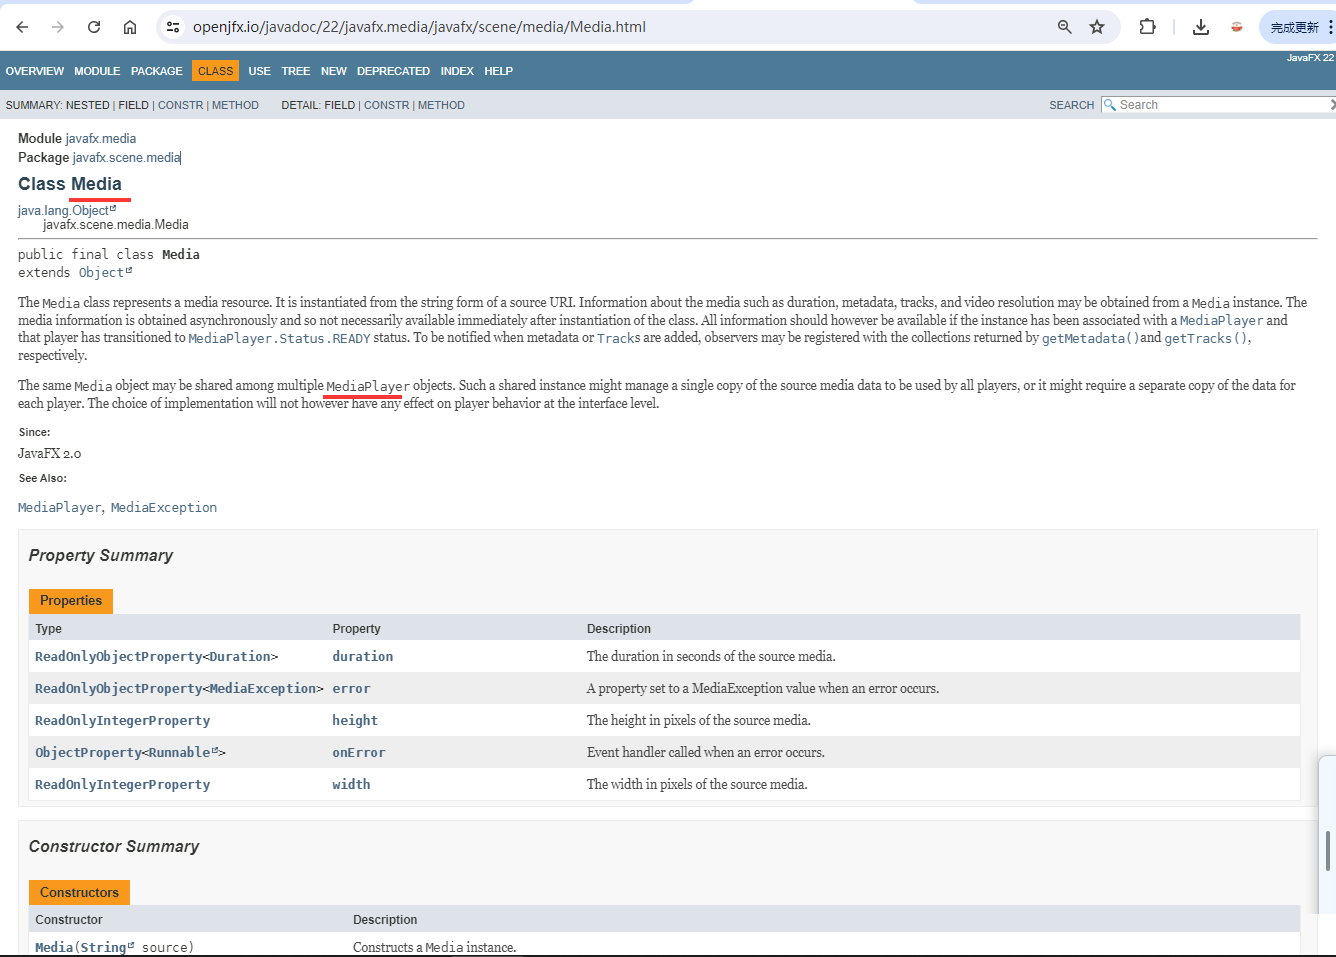 openjfx.io/javadoc/22/javafx.media/javafx/scene/media/Media.html
完成更新
JavaFX 22
OVERVIEW MODULE PACKAGE CLASS USE TREE NEW DEPRECATED INDEX HELP
SUMMARY: NESTED | FIELD | CONSTR | METHOD DETAIL: FIELD | CONSTR | METHOD SEARCH Search
Module javafx.media
Package javafx.scene.media
Class Media
java.lang.Object
javafx.scene.media.Media
public final class Media
extends Object
The Media class represents a media resource. It is instantiated from the string form of a source URI. Information about the media such as duration, metadata, tracks, and video resolution may be obtained from a Media instance. The
media information is obtained asynchronously and so not necessarily available immediately after instantiation of the class. All information should however be available if the instance has been associated with a MediaPlayer and
that player has transitioned to MediaPlayer.Status.READY status. To be notified when metadata or Tracks are added, observers may be registered with the collections returned by getMetadata()and getTracks(),
respectively.
The same Media object may be shared among multiple MediaPlayer objects. Such a shared instance might manage a single copy of the source media data to be used by all players, or it might require a separate copy of the data for
each player. The choice of implementation will not however have any effect on player behavior at the interface level.
Since:
JavaFX 2.0
See Also:
MediaPlayer, MediaException
Property Summary
Properties
Type Property Description
ReadOnlyObjectProperty<Duration> duration The duration in seconds of the source media.
ReadOnlyObjectProperty<MediaException> error A property set to a MediaException value when an error occurs.
ReadOnlyIntegerProperty height The height in pixels of the source media.
ObjectProperty<Runnable> onError Event handler called when an error occurs.
ReadOnlyIntegerProperty width The width in pixels of the source media.
Constructor Summary
Constructors
Constructor Description
Media(String source) Constructs a Media instance.